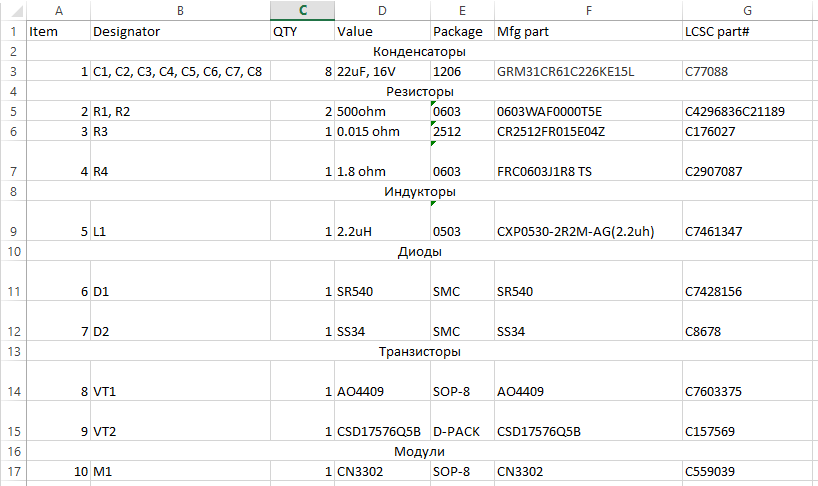 A B C D E F G
1 Item Designator QTY Value Package Mfg part LCSC part#
2 Конденсаторы
3 1 C1, C2, C3, C4, C5, C6, C7, C8 8 22uF, 16V 1206 GRM31CR61C226KE15L C77088
4 Резисторы
5 2 R1, R2 2 500ohm 0603 0603WAF0000T5E C4296836C21189
6 3 R3 1 0.015 ohm 2512 CR2512FR015E04Z C176027
7 4 R4 1 1.8 ohm 0603 FRC0603J1R8 TS C2907087
8 Индукторы
9 5 L1 1 2.2uH 0503 CXP0530-2R2M-AG(2.2uh) C7461347
10 Диоды
11 6 D1 1 SR540 SMC SR540 C7428156
12 7 D2 1 SS34 SMC SS34 C8678
13 Транзисторы
14 8 VT1 1 AO4409 SOP-8 AO4409 C7603375
15 9 VT2 1 CSD17576Q5B D-PACK CSD17576Q5B C157569
16 Модули
17 10 M1 1 CN3302 SOP-8 CN3302 C559039